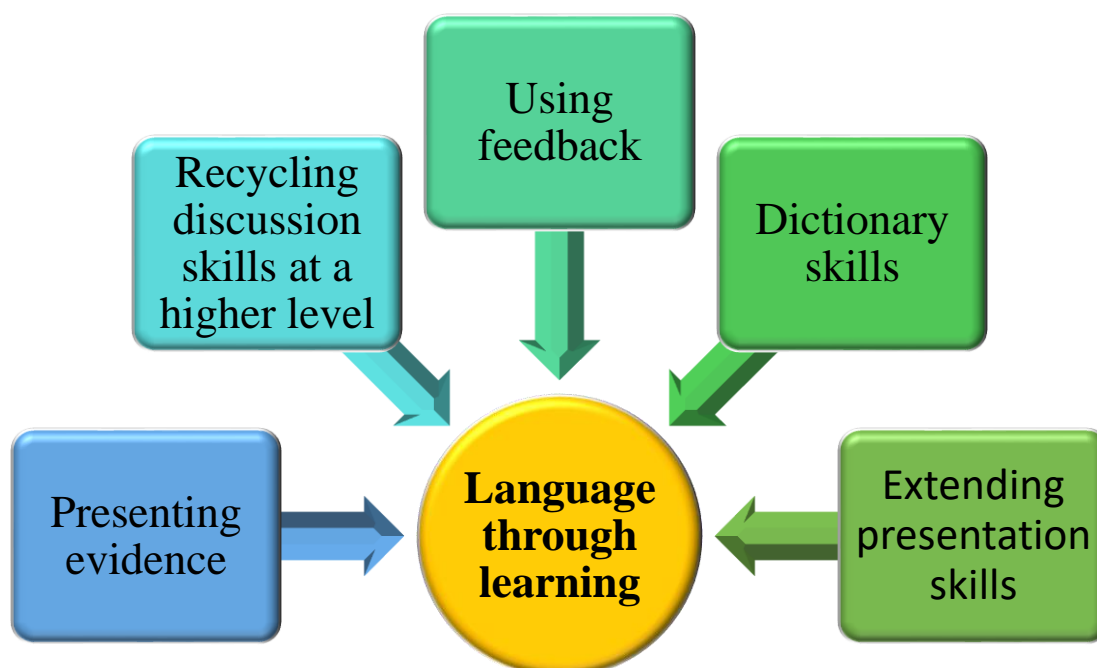 Using
feedback
Recycling
discussion
skills at a
higher level
Dictionary
skills
Presenting
evidence
Language
through
learning
Extending
presentation
skills